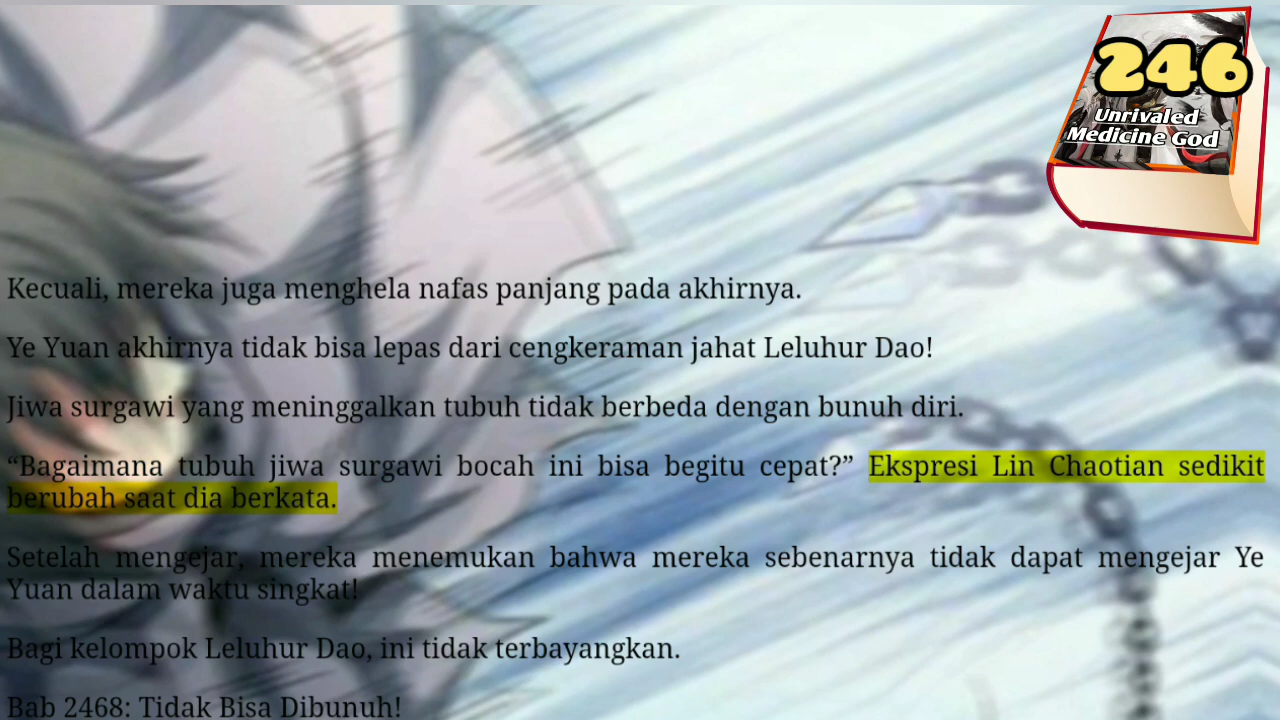 246
Unrivaled
Medicine God
Kecuali, mereka juga menghela nafas panjang pada akhirnya.
Ye Yuan akhirnya tidak bisa lepas dari cengkeraman jahat Leluhur Dao!
Jiwa surgawi yang meninggalkan tubuh tidak berbeda dengan bunuh diri.
“Bagaimana tubuh jiwa surgawi bocah ini bisa begitu cepat?” Ekspresi Lin Chaotian sedikit
berubah saat dia berkata.
Setelah mengejar, mereka menemukan bahwa mereka sebenarnya tidak dapat mengejar Ye
Yuan dalam waktu singkat!
Bagi kelompok Leluhur Dao, ini tidak terbayangkan.
Bab 2468: Tidak Bisa Dibunuh!